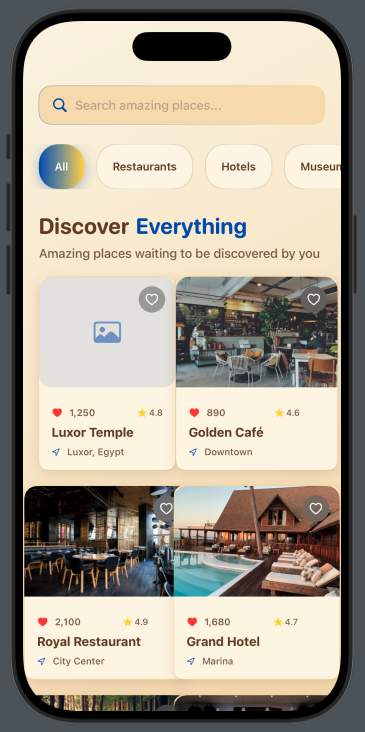 Search amazing places...
All
Restaurants
Hotels
Museum
Discover Everything
Amazing places waiting to be discovered by you
1,250 4.8
Luxor Temple
Luxor, Egypt
890 4.6
Golden Café
Downtown
2,100 4.9
Royal Restaurant
City Center
1,680 4.7
Grand Hotel
Marina